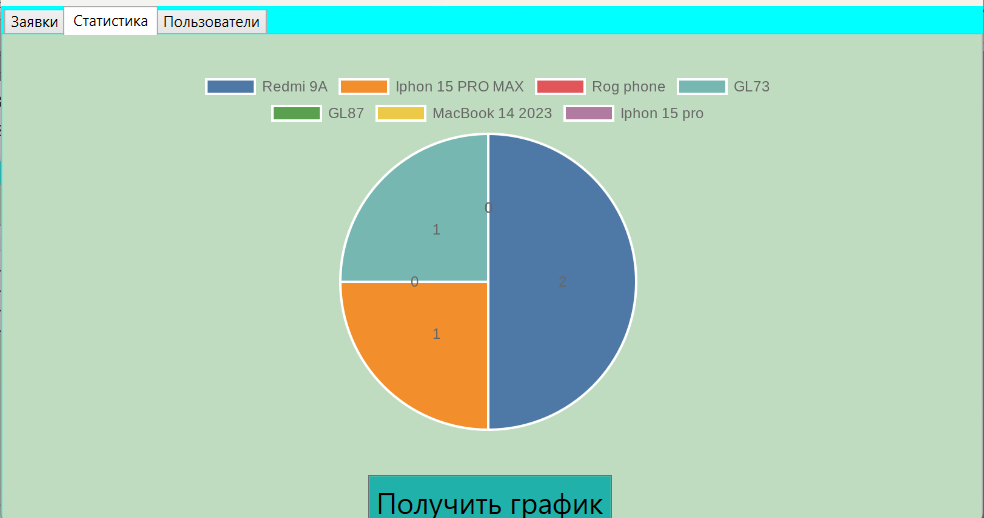 Заявки Статистика Пользователи
Redmi 9A Iphon 15 PRO MAX Rog phone GL73
GL87 MacBook 14 2023 Iphon 15 pro
0
1
0 2
1
Получить график